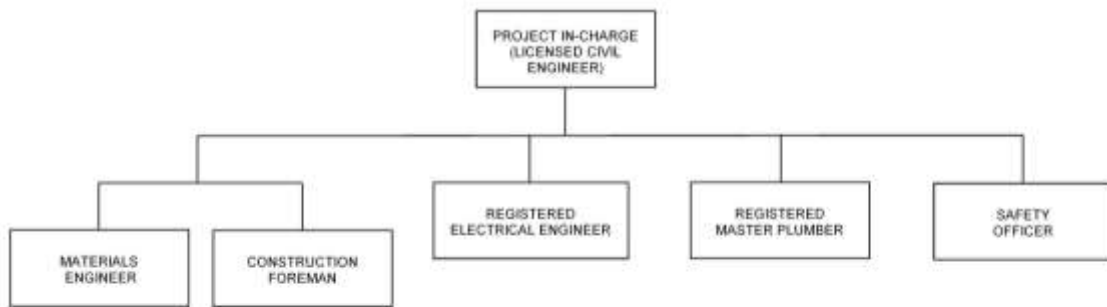 PROJECT IN-CHARGE
(LICENSED CIVIL
ENGINEER)
REGISTERED
ELECTRICAL ENGINEER
REGISTERED
MASTER PLUMBER
SAFETY
OFFICER
MATERIALS
ENGINEER
CONSTRUCTION
FOREMAN